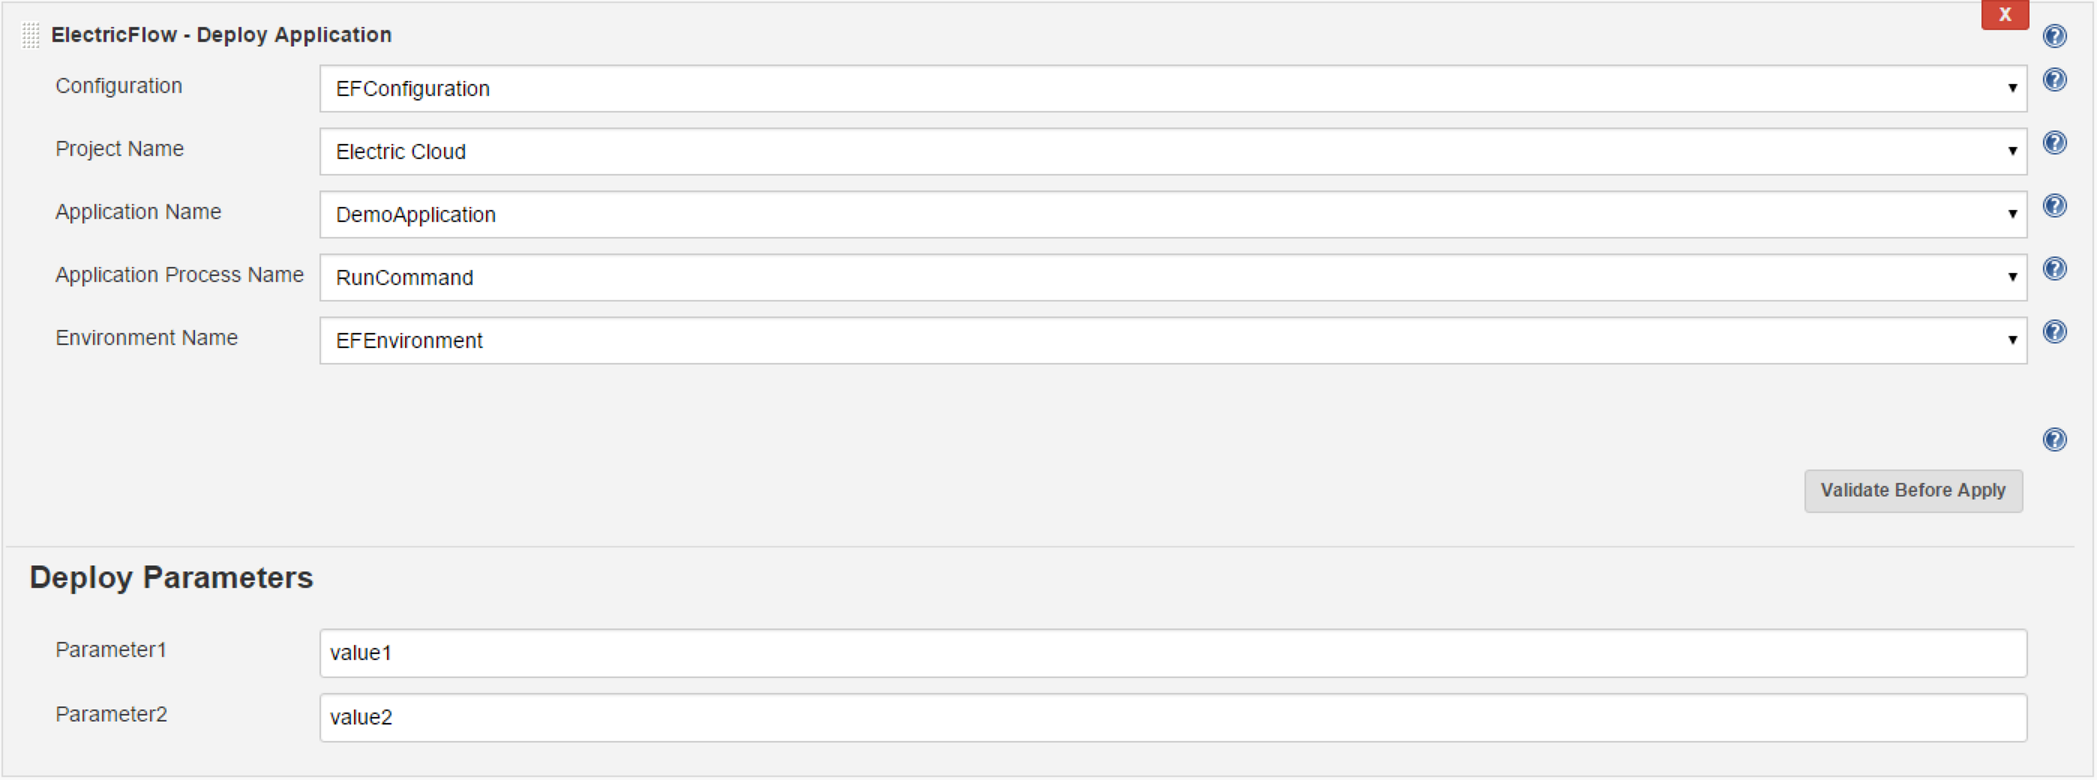 ElectricFlow - Deploy Application
X
Configuration
EFConfiguration
Project Name
Electric Cloud
Application Name
DemoApplication
Application Process Name
RunCommand
Environment Name
EFEnvironment
Validate Before Apply
Deploy Parameters
Parameter1
value1
Parameter2
value2